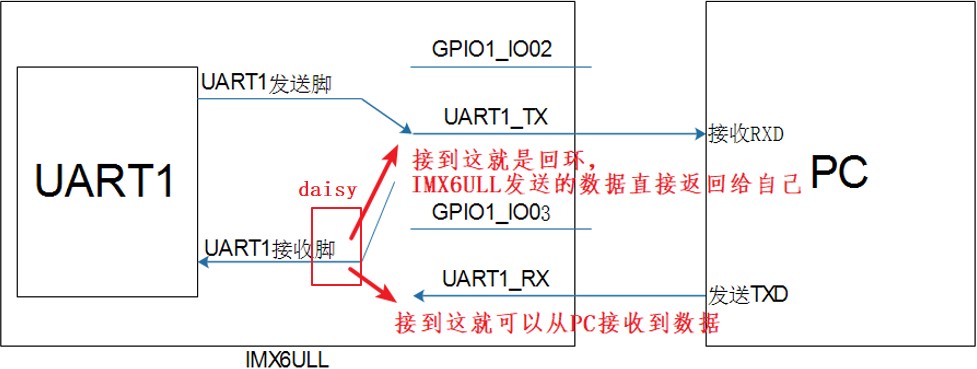 GPIO1_IO02
UART1发送脚
UART1_TX
接收RXD
接到这就是回环，
IMX6ULL发送的数据直接返回给自己
UART1
PC
daisy
GPIO1_IO03
UART1接收脚
UART1_RX
发送TXD
接到这就可以从PC接收到数据
IMX6ULL